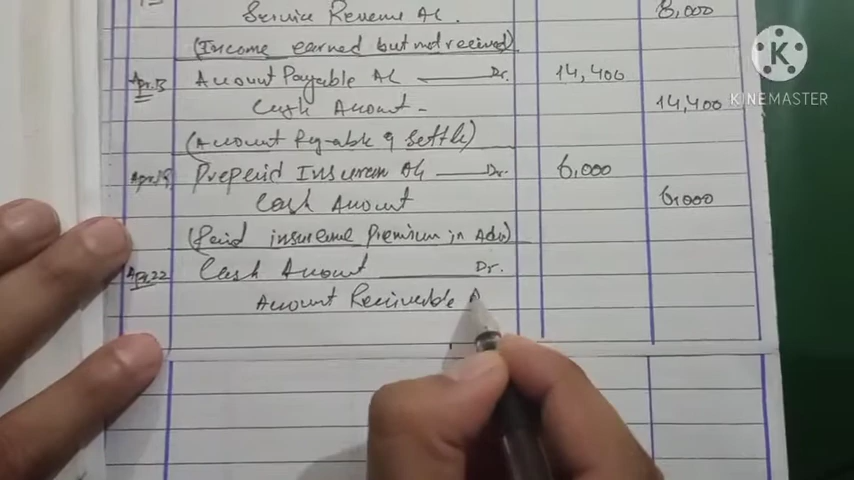 Service Revenue A/c.
8,000
(Income earned but not received)
Apr.13 Account Payable A/c Dr. 14,400
Cash Account - 14,400
(Account Payable Settle)
Apr.19 Prepaid Insuran A/c Dr. 6,000
Cash Account 6,000
(Paid insurane Premium in Adv)
Apr.22 Cash Account Dr.
Account Receivable A
KINEMASTER